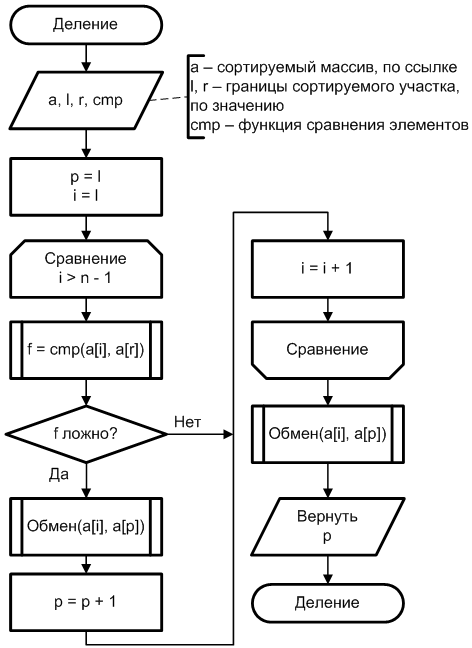 Деление
a, l, r, cmp
a – сортируемый массив, по ссылке
l, r – границы сортируемого участка,
по значению
cmp – функция сравнения элементов
p = l
i = l
Сравнение
i > n - 1
f = cmp(a[i], a[r])
f ложно?
Нет
Да
Обмен(a[i], a[p])
p = p + 1
i = i + 1
Сравнение
Обмен(a[i], a[p])
Вернуть
p
Деление